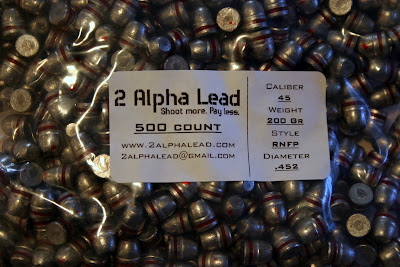 2 Alpha Lead
Shoot more. Pay less.
500 count
www.2alphalead.com
2alphalead@gmail.com
Caliber
45
Weight
200 gr
Style
RNFP
Diameter
.452